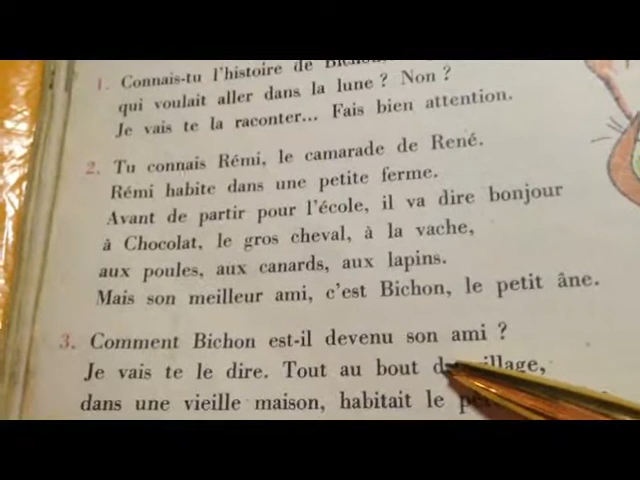 1. Connais-tu l'histoire de Bichon,
qui voulait aller dans la lune ? Non ?
Je vais te la raconter... Fais bien attention.
2. Tu connais Rémi, le camarade de René.
Rémi habite dans une petite ferme.
Avant de partir pour l'école, il va dire bonjour
à Chocolat, le gros cheval, à la vache,
aux poules, aux canards, aux lapins.
Mais son meilleur ami, c'est Bichon, le petit âne.
3. Comment Bichon est-il devenu son ami ?
Je vais te le dire. Tout au bout du village,
dans une vieille maison, habitait le